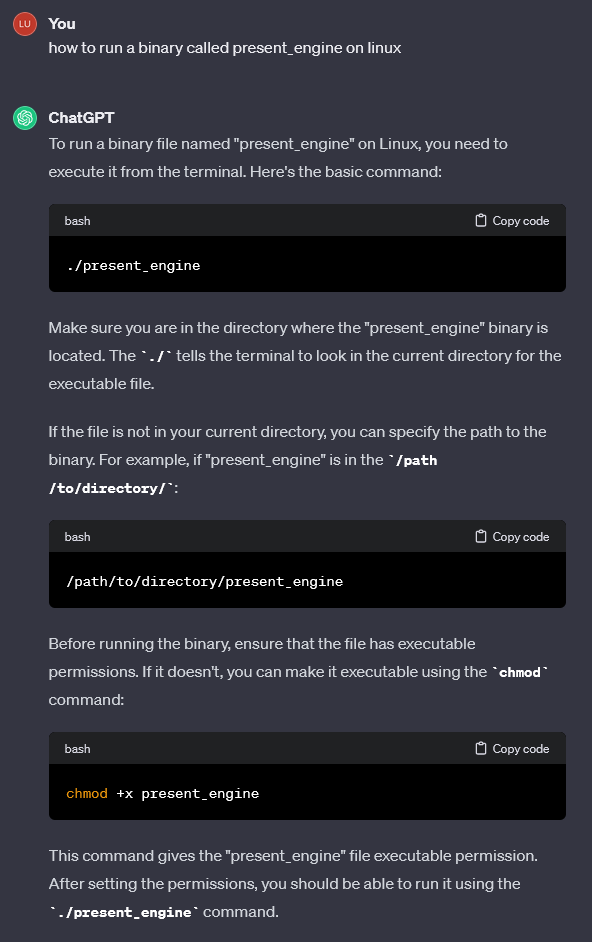 LU You
how to run a binary called present_engine on linux
ChatGPT
To run a binary file named "present_engine" on Linux, you need to
execute it from the terminal. Here's the basic command:
bash Copy code
./present_engine
Make sure you are in the directory where the "present_engine" binary is
located. The `./` tells the terminal to look in the current directory for the
executable file.
If the file is not in your current directory, you can specify the path to the
binary. For example, if "present_engine" is in the `/path
/to/directory/`:
bash Copy code
/path/to/directory/present_engine
Before running the binary, ensure that the file has executable
permissions. If it doesn't, you can make it executable using the `chmod`
command:
bash Copy code
chmod +x present_engine
This command gives the "present_engine" file executable permission.
After setting the permissions, you should be able to run it using the
`./present_engine` command.